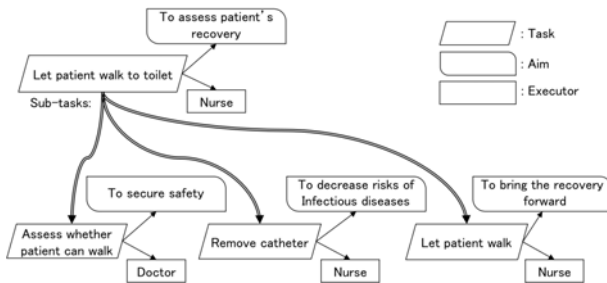 To assess patient's
recovery
: Task
: Aim
: Executor
Let patient walk to toilet
Nurse
Sub-tasks:
To secure safety
To decrease risks of
Infectious diseases
To bring the recovery
forward
Assess whether
patient can walk
Remove catheter
Let patient walk
Doctor
Nurse
Nurse